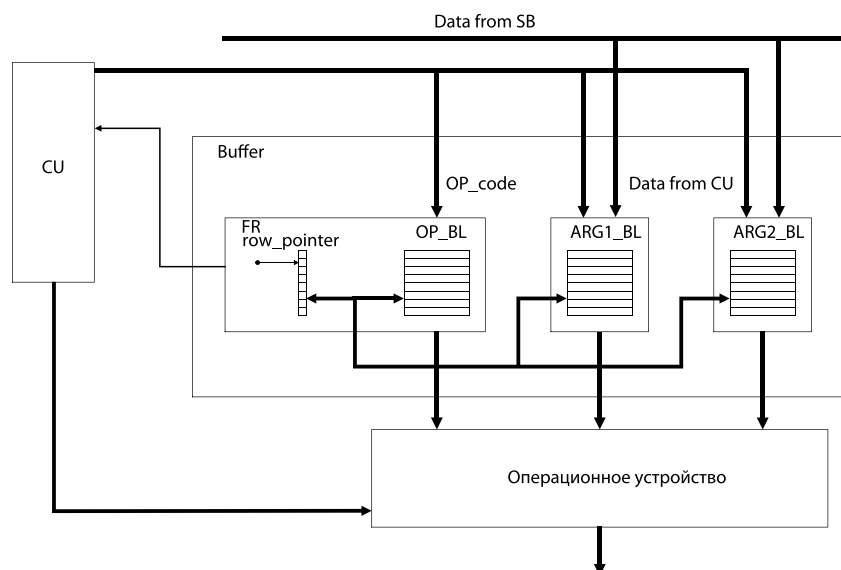 Data from SB
CU
Buffer
OP_code
Data from CU
FR
row_pointer
OP_BL
ARG1_BL
ARG2_BL
Операционное устройство